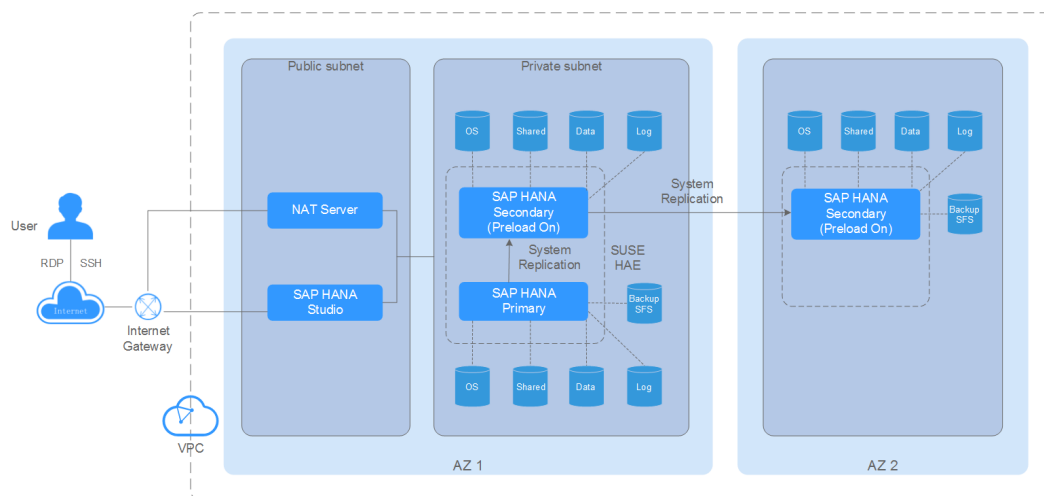 Public subnet
Private subnet
OS
Shared
Data
Log
OS
Shared
Data
Log
User
RDP
SSH
Internet
Internet
Gateway
VPC
NAT Server
SAP HANA
Studio
SAP HANA
Secondary
(Preload On)
System
Replication
SUSE
HAE
SAP HANA
Primary
Backup
SFS
OS
Shared
Data
Log
System
Replication
SAP HANA
Secondary
(Preload On)
Backup
SFS
AZ 1
AZ 2